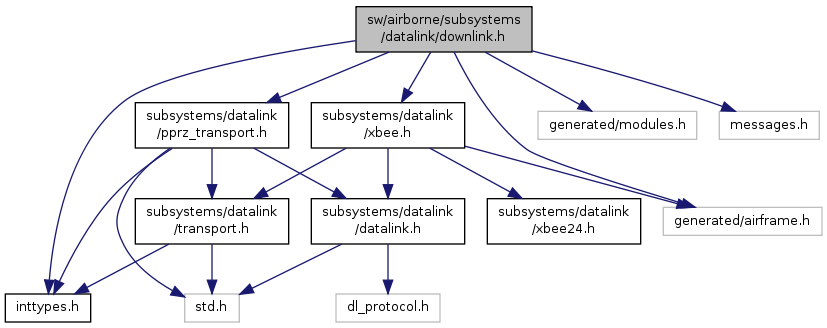 sw/airborne/subsystems
/datalink/downlink.h
subsystems/datalink
/pprz_transport.h
subsystems/datalink
/xbee.h
generated/modules.h
messages.h
subsystems/datalink
/transport.h
subsystems/datalink
/datalink.h
subsystems/datalink
/xbee24.h
generated/airframe.h
inttypes.h
std.h
dl_protocol.h